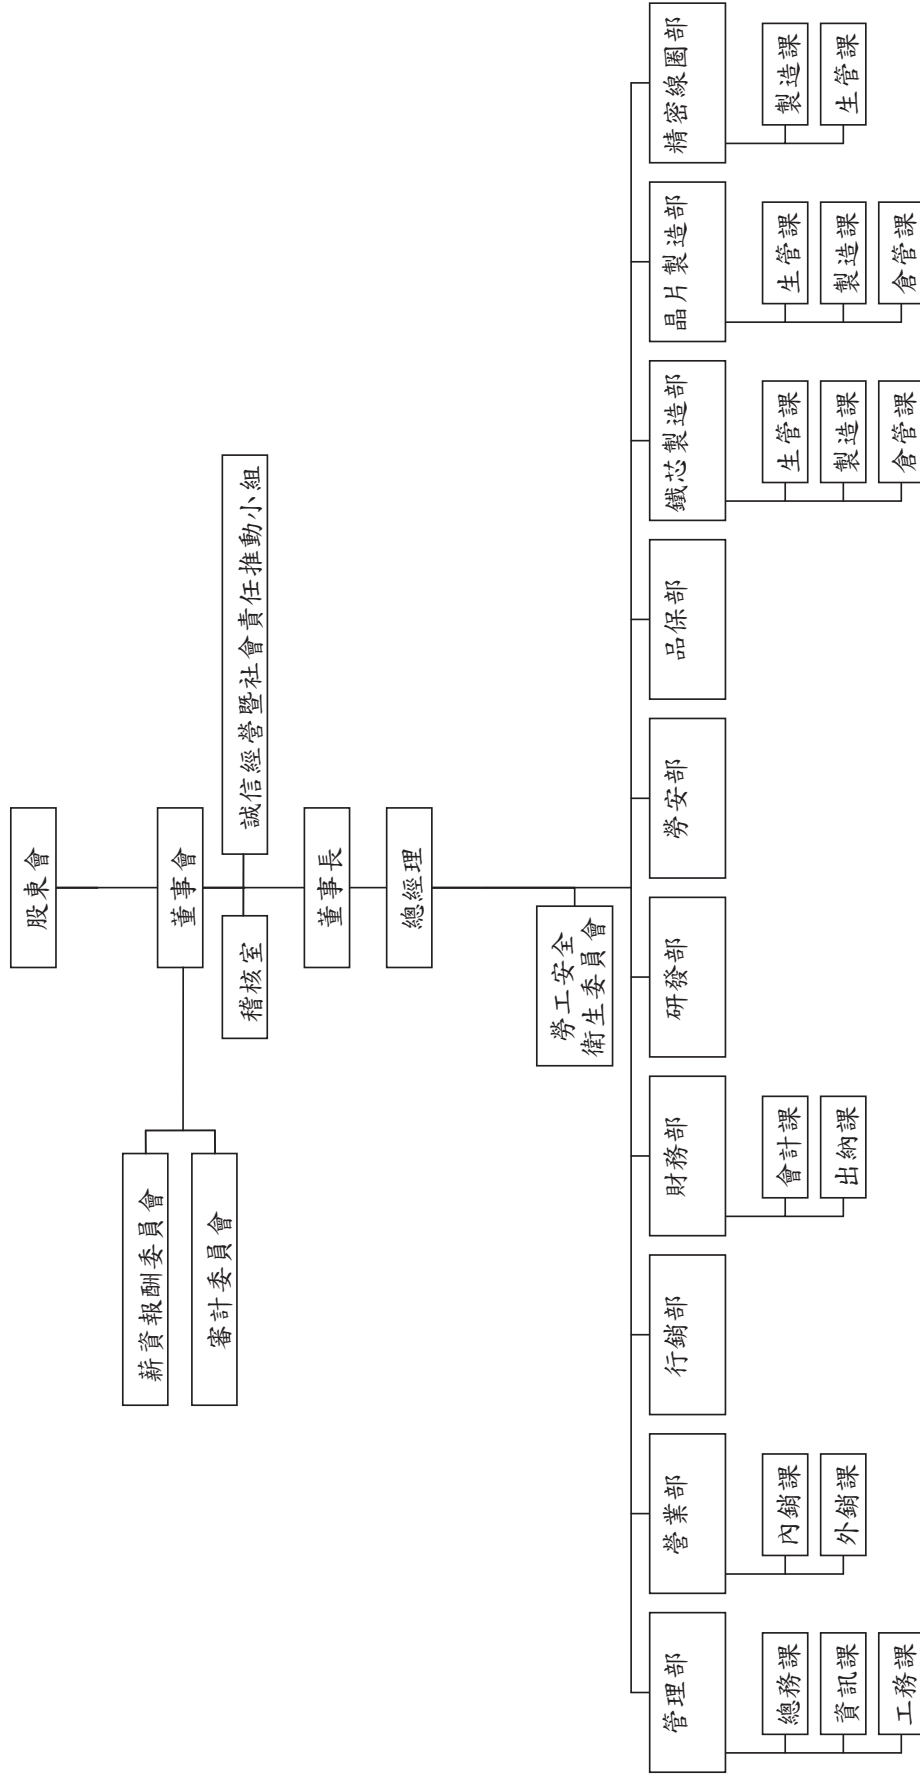 股東會
董事會
薪資報酬委員會
審計委員會
稽核室
誠信經營暨社會責任推動小組
董事長
總經理
勞工安全
衛生委員會
管理部
營業部
行銷部
財務部
研發部
勞安部
品保部
鐵芯製造部
晶片製造部
精密線圈部
總務課
資訊課
工務課
內銷課
外銷課
會計課
出納課
生管課
製造課
倉管課
生管課
製造課
倉管課
製造課
生管課